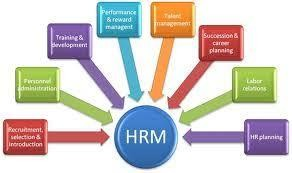 Performance
& reward
managent
Talent
management
Training &
development
Succession &
career
planning
Personnel
administration
Labor
relations
Recruitment,
selection &
introduction
HR planning
HRM